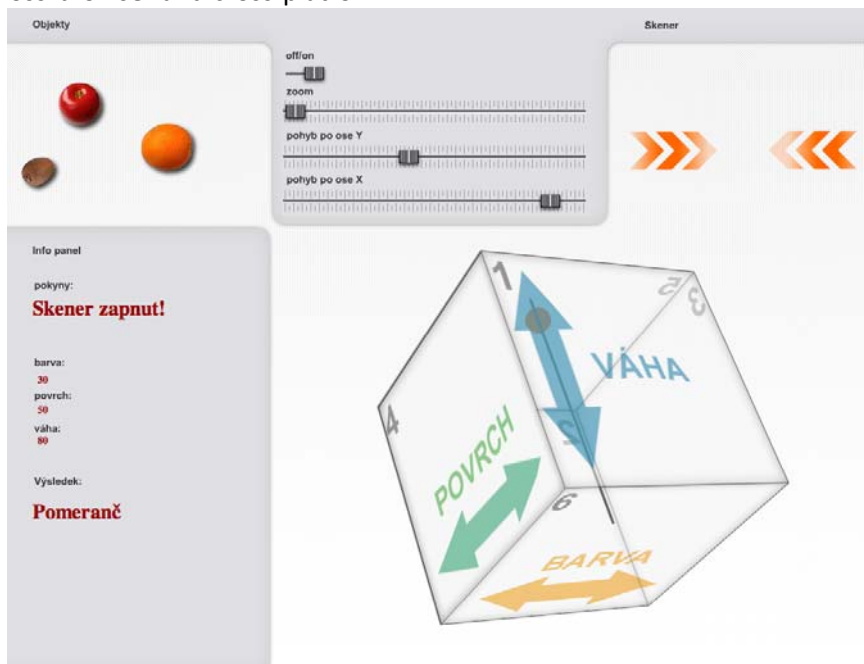 Objekty
Skener
off/on
zoom
pohyb po ose Y
pohyb po ose X
Info panel
pokyny:
Skener zapnut!
barva:
30
povrch:
50
váha:
80
Výsledek:
Pomeranč
1
5
3
VÁHA
4
POVRCH
2
6
BARVA